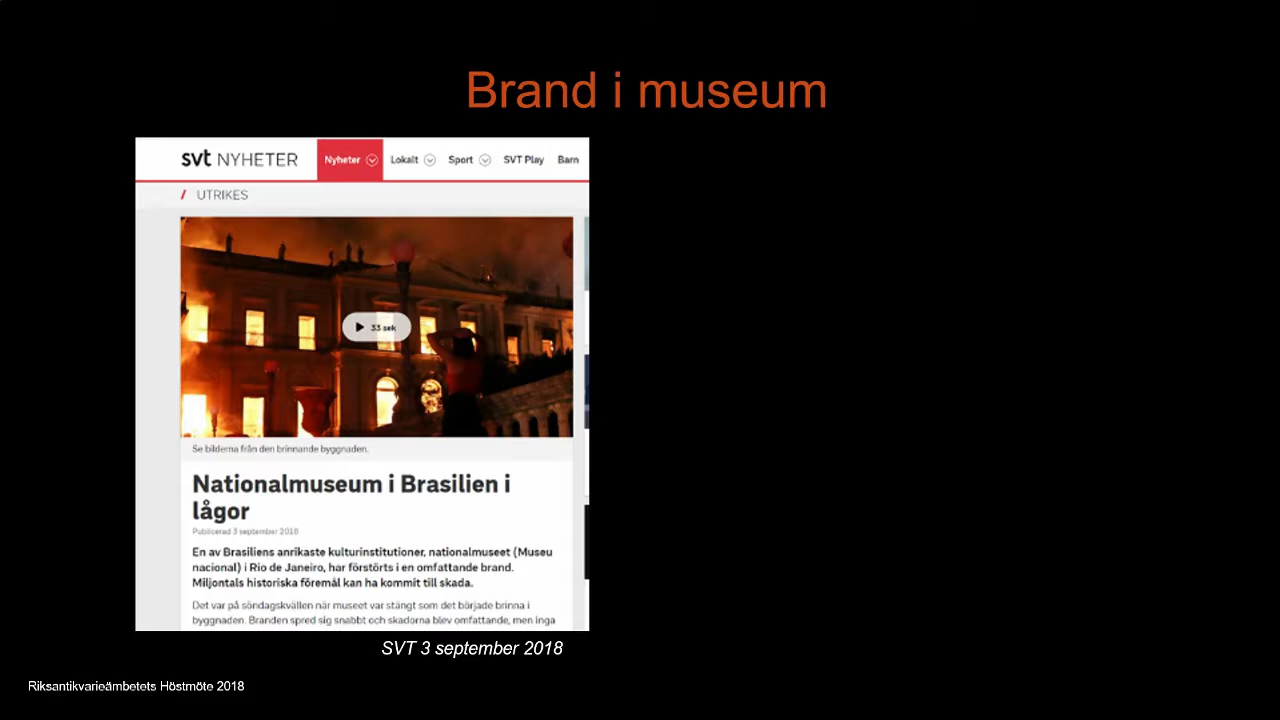 Brand i museum
svt NYHETER Nyheter Lokalt Sport SVT Play Barn
/ UTRIKES
33 sek
Se bilderna från den brinnande byggnaden.
Nationalmuseum i Brasilien i
lågor
Publicerad 3 september 2018
En av Brasiliens anrikaste kulturinstitutioner, nationalmuseet (Museu
nacional) i Rio de Janeiro, har förstörts i en omfattande brand.
Miljontals historiska föremål kan ha kommit till skada.
Det var på söndagskvällen när museet var stängt som det började brinna i
byggnaden. Branden spred sig snabbt och skadorna blev omfattande, men inga
SVT 3 september 2018
Riksantikvarieämbetets Höstmöte 2018